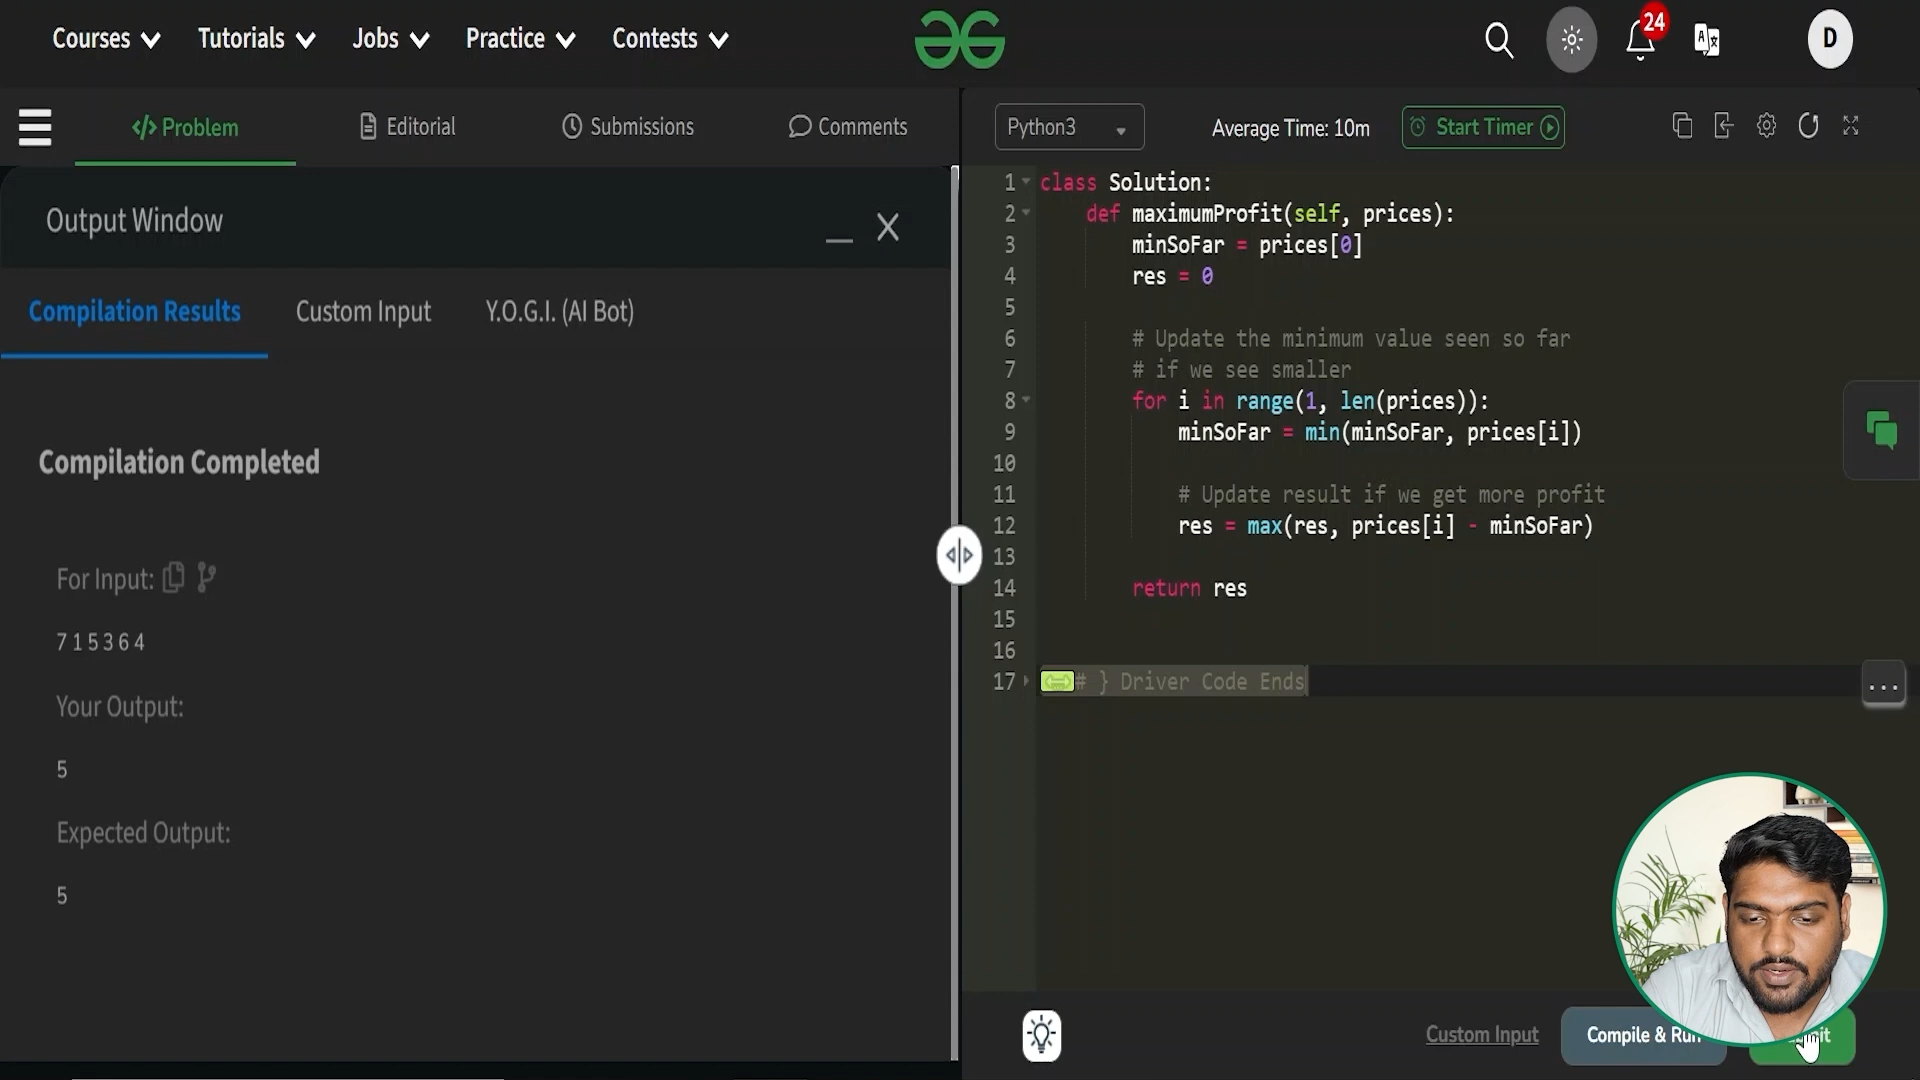 Courses Tutorials Jobs Practice Contests
24
D
Problem Editorial Submissions Comments
Python3 Average Time: 10m Start Timer
Output Window
Compilation Results Custom Input Y.O.G.I. (AI Bot)
Compilation Completed
For Input:
7 1 5 3 6 4
Your Output:
5
Expected Output:
5
1 class Solution:
2 def maximumProfit(self, prices):
3 minSoFar = prices[0]
4 res = 0
5
6 # Update the minimum value seen so far
7 # if we see smaller
8 for i in range(1, len(prices)):
9 minSoFar = min(minSoFar, prices[i])
10
11 # Update result if we get more profit
12 res = max(res, prices[i] - minSoFar)
13
14 return res
15
16
17 # } Driver Code Ends
...
Custom Input Compile & Run